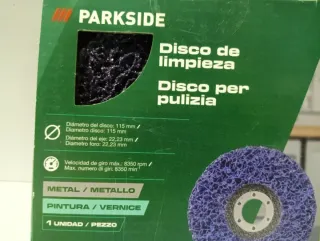 PARKSIDE
Disco de
limpieza
Disco per
pulizia
Diámetro del disco: 115 mm /
Diametro disco: 115 mm
Diámetro del eje: 22,23 mm /
Diametro foro: 22,23 mm
Velocidad de giro máx.: 8350 rpm /
Max. numero di giri: 8350 min⁻¹
METAL / METALLO
PINTURA / VERNICE
1 UNIDAD / PEZZO